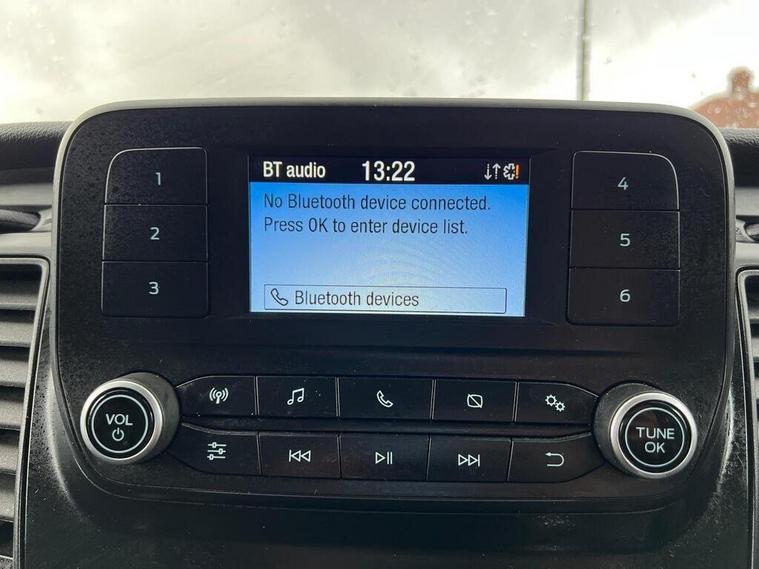 BT audio 13:22
No Bluetooth device connected.
Press OK to enter device list.
Bluetooth devices
1
2
3
4
5
6
VOL
TUNE
OK